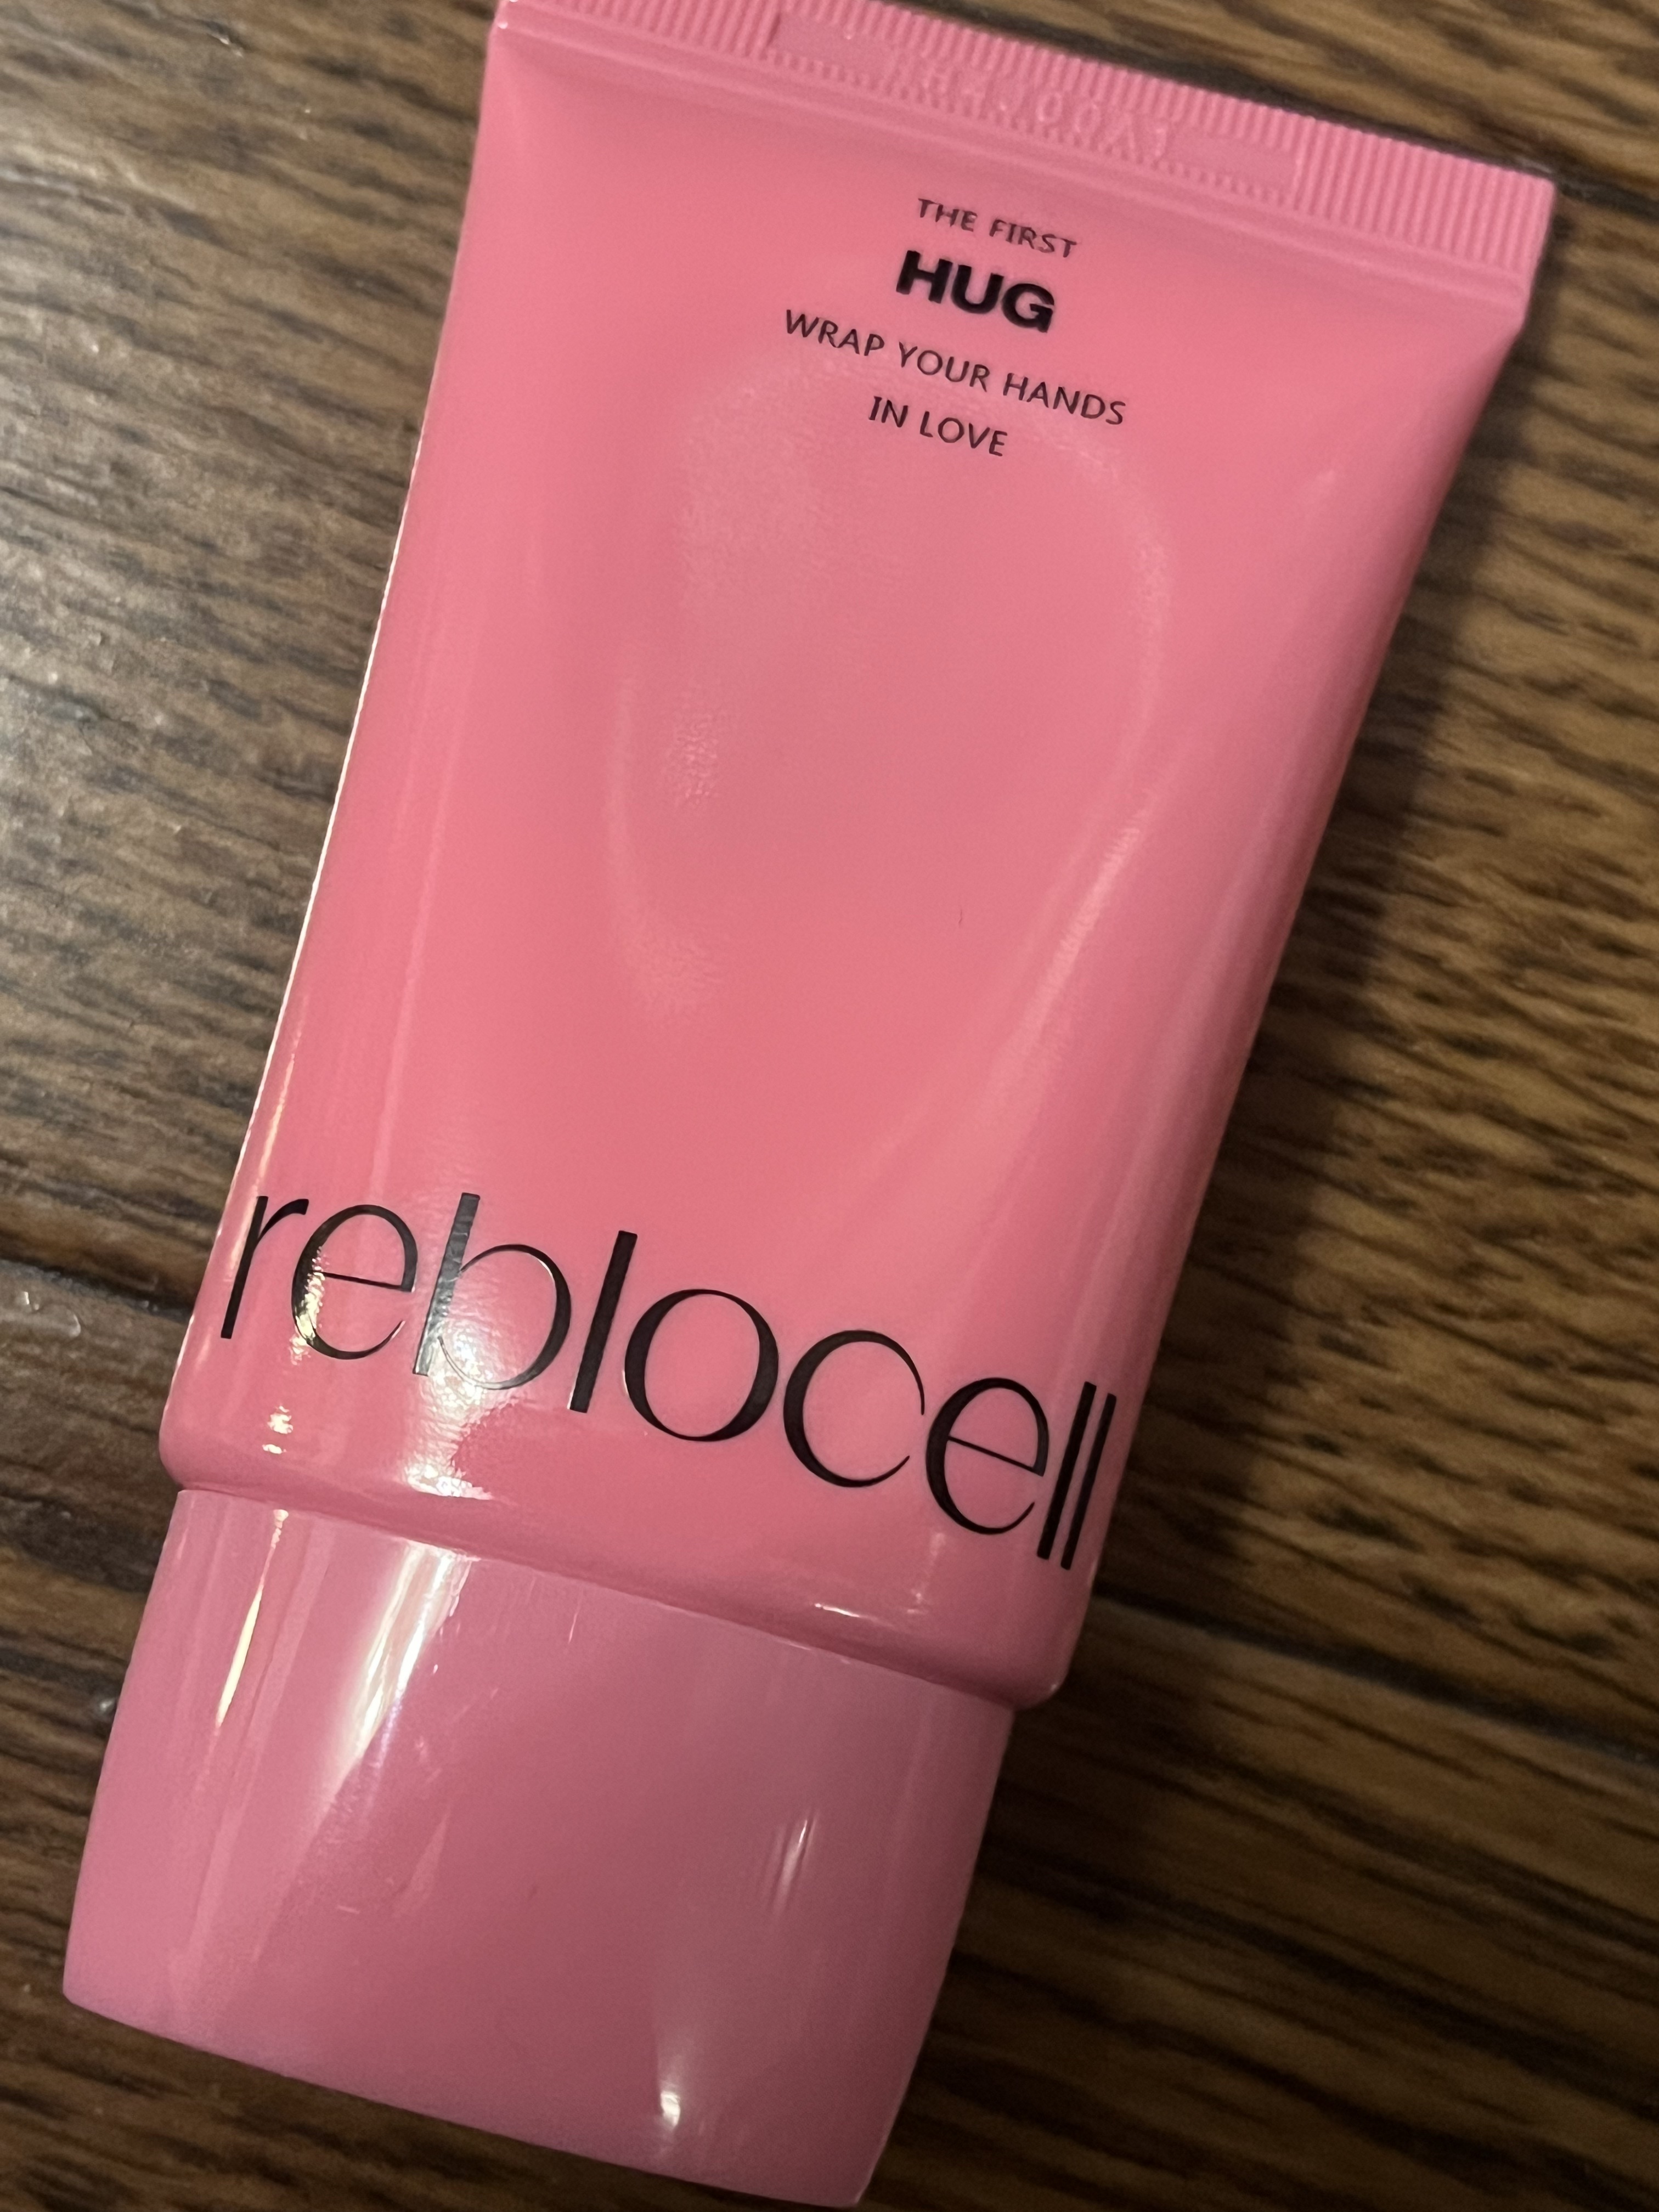 THE FIRST
HUG
WRAP YOUR HANDS
IN LOVE
reblocell